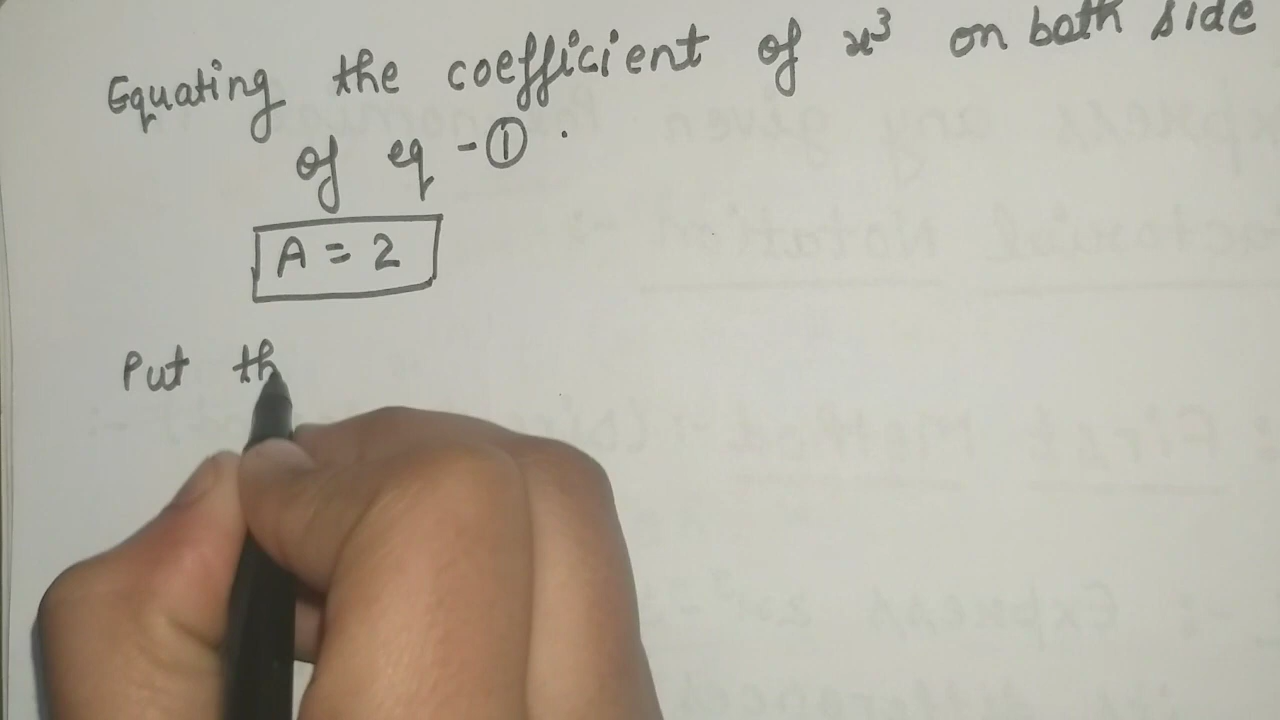 Equating the coefficient of x³ on both side
of eq - ①.
A = 2
Put th